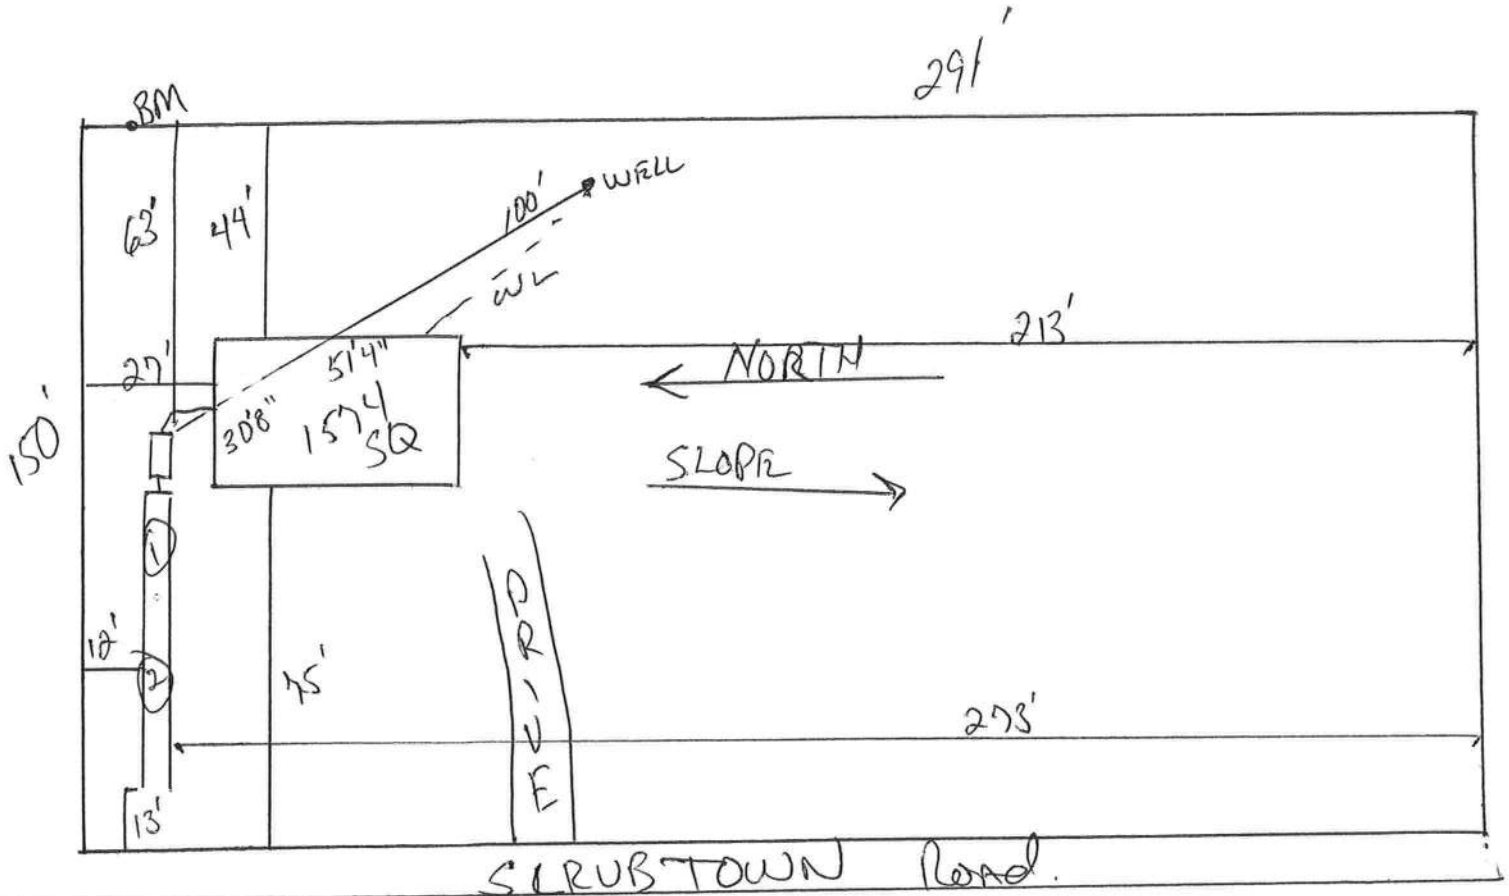 291'
BM
63'
44'
100'
WELL
WL
213'
NORTH
27'
51'4"
30'8"
1574
SQ
150'
SLOPE
1
12'
2
75'
DRIVE
273'
13'
SCRUBTOWN Road.